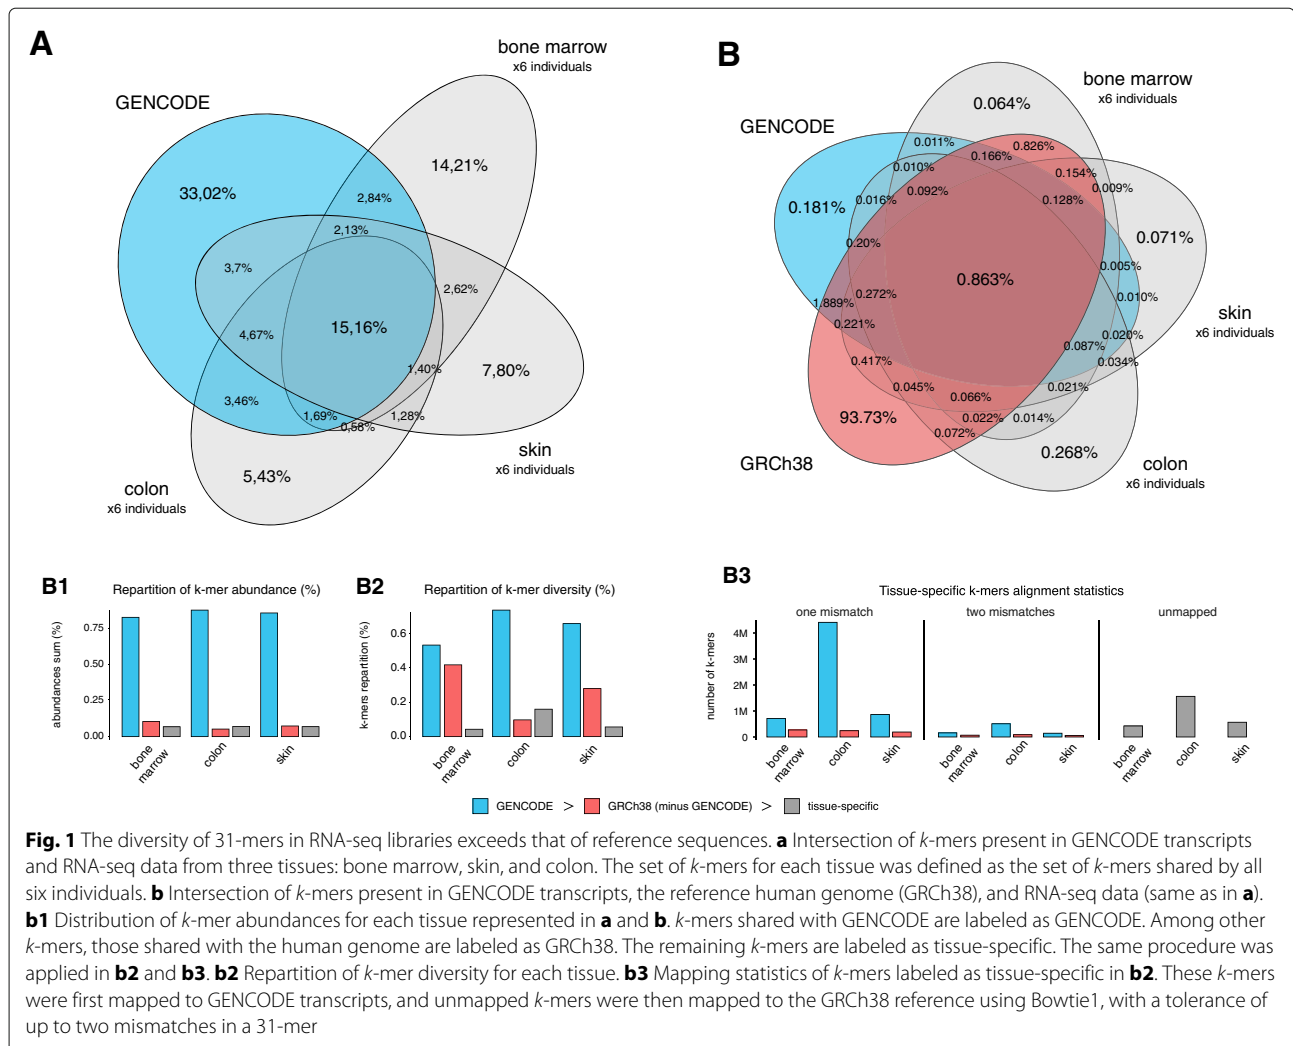 A
bone marrow
x6 individuals
GENCODE
14,21%
33,02%
2,84%
2,13%
3,7%
2,62%
15,16%
4,67%
1,40%
7,80%
3,46%
1,69%
1,28%
0,58%
skin
x6 individuals
5,43%
colon
x6 individuals
B
bone marrow
x6 individuals
0.064%
GENCODE
0.011%
0.826%
0.166%
0.010%
0.154%
0.009%
0.092%
0.128%
0.016%
0.181%
0.071%
0.20%
0.005%
0.863%
0.272%
0.010%
1.889%
skin
x6 individuals
0.221%
0.020%
0.087%
0.417%
0.034%
0.045%
0.021%
0.066%
93.73%
0.022%
0.014%
0.072%
0.268%
GRCh38
colon
x6 individuals
B1
Repartition of k-mer abundance (%)
abundances sum (%)
0.75
0.50
0.25
0.00
bone
marrow
colon
skin
B2
Repartition of k-mer diversity (%)
k-mers repartition (%)
0.6
0.4
0.2
0.0
bone
marrow
colon
skin
B3
Tissue-specific k-mers alignment statistics
one mismatch
two mismatches
unmapped
number of k-mers
4M
3M
2M
1M
0
bone
marrow
colon
skin
bone
marrow
colon
skin
bone
marrow
colon
skin
GENCODE > GRCh38 (minus GENCODE) > tissue-specific
Fig. 1 The diversity of 31-mers in RNA-seq libraries exceeds that of reference sequences. a Intersection of k-mers present in GENCODE transcripts
and RNA-seq data from three tissues: bone marrow, skin, and colon. The set of k-mers for each tissue was defined as the set of k-mers shared by all
six individuals. b Intersection of k-mers present in GENCODE transcripts, the reference human genome (GRCh38), and RNA-seq data (same as in a).
b1 Distribution of k-mer abundances for each tissue represented in a and b. k-mers shared with GENCODE are labeled as GENCODE. Among other
k-mers, those shared with the human genome are labeled as GRCh38. The remaining k-mers are labeled as tissue-specific. The same procedure was
applied in b2 and b3. b2 Repartition of k-mer diversity for each tissue. b3 Mapping statistics of k-mers labeled as tissue-specific in b2. These k-mers
were first mapped to GENCODE transcripts, and unmapped k-mers were then mapped to the GRCh38 reference using Bowtie1, with a tolerance of
up to two mismatches in a 31-mer